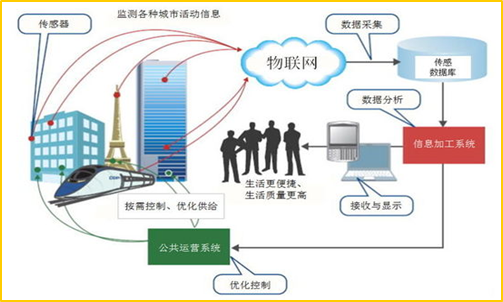 监测各种城市活动信息
传感器
物联网
数据采集
传感
数据库
数据分析
信息加工系统
生活更便捷、
生活质量更高
接收与显示
按需控制、优化供给
公共运营系统
优化控制